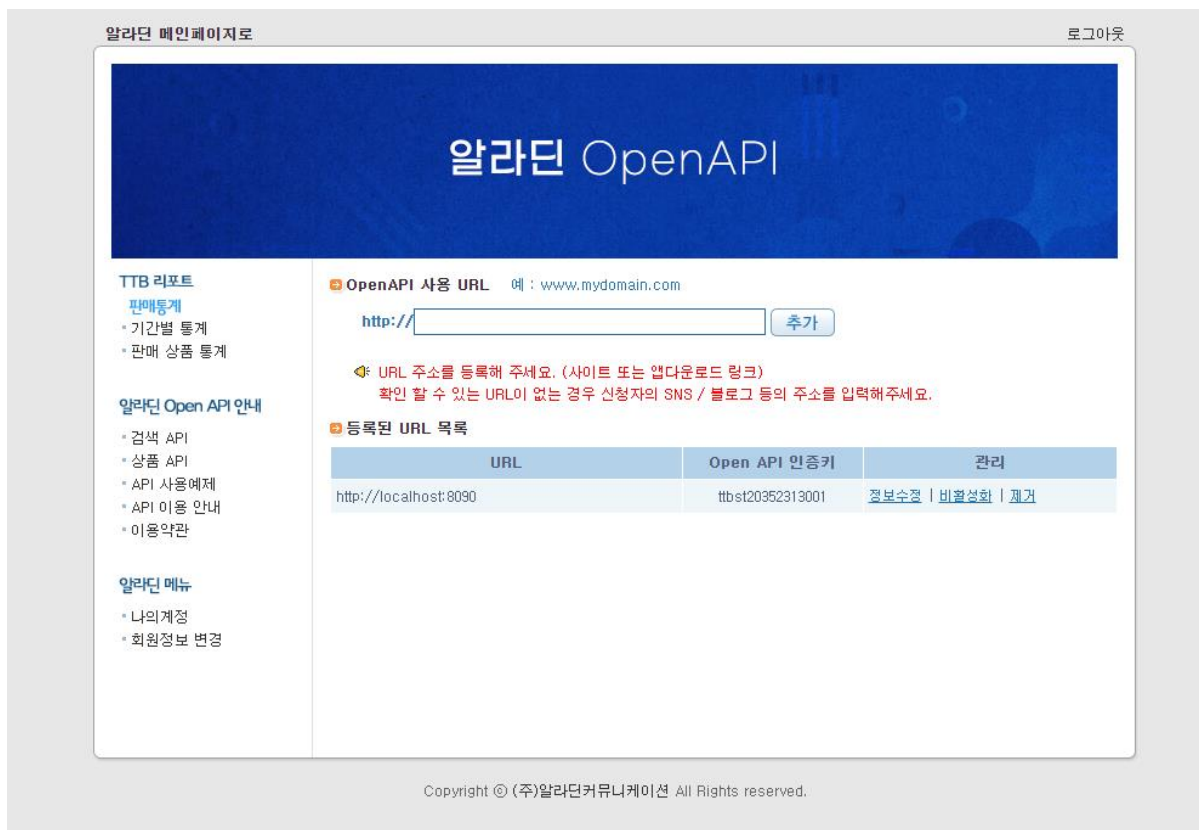 알라딘 메인페이지로
로그아웃
알라딘 OpenAPI
TTB 리포트
판매통계
기간별 통계
판매 상품 통계
알라딘 Open API 안내
검색 API
상품 API
API 사용예제
API 이용 안내
이용약관
알라딘 메뉴
나의계정
회원정보 변경
OpenAPI 사용 URL 예 : www.mydomain.com
http:// 추가
URL 주소를 등록해 주세요. (사이트 또는 앱다운로드 링크)
확인 할 수 있는 URL이 없는 경우 신청자의 SNS / 블로그 등의 주소를 입력해주세요.
등록된 URL 목록
URL Open API 인증키 관리
http://localhost:8090 ttbst20352313001 정보수정 | 비활성화 | 제거
Copyright ⓒ (주)알라딘커뮤니케이션 All Rights reserved.